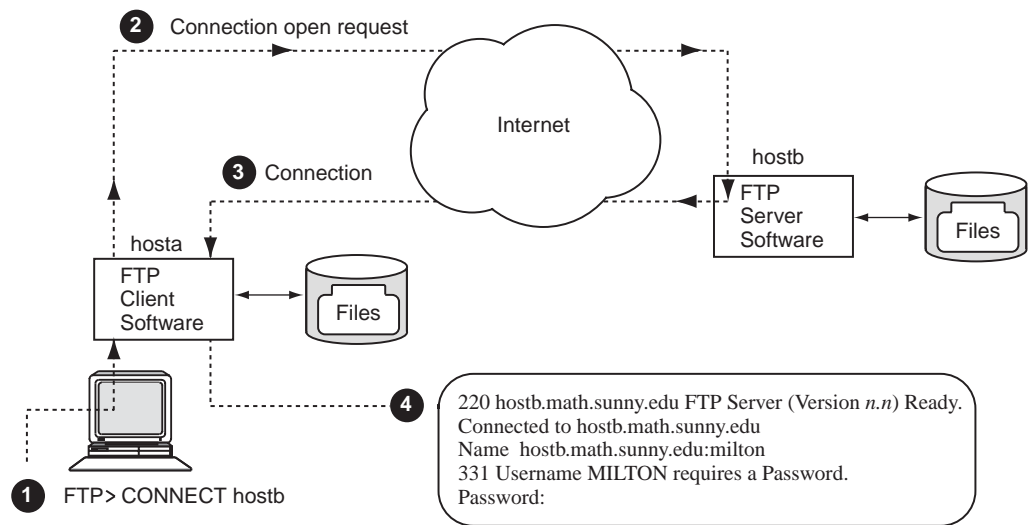 2 Connection open request
Internet
3 Connection
hostb
FTP
Server
Software
Files
hosta
FTP
Client
Software
Files
4
220 hostb.math.sunny.edu FTP Server (Version n.n) Ready.
Connected to hostb.math.sunny.edu
Name hostb.math.sunny.edu:milton
331 Username MILTON requires a Password.
Password:
1 FTP> CONNECT hostb